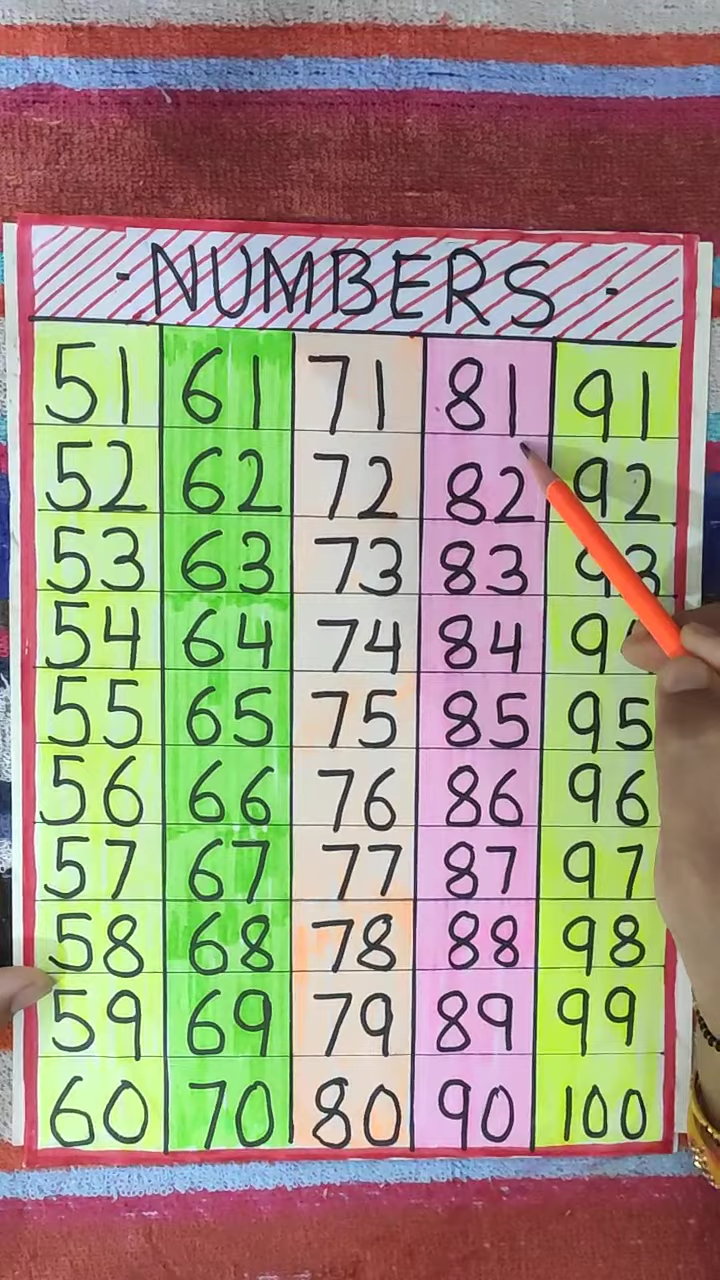 · NUMBERS ·
51 61 71 81 91
52 62 72 82 92
53 63 73 83 93
54 64 74 84
55 65 75 85 95
56 66 76 86 96
57 67 77 87 97
58 68 78 88 98
59 69 79 89 99
60 70 80 90 100